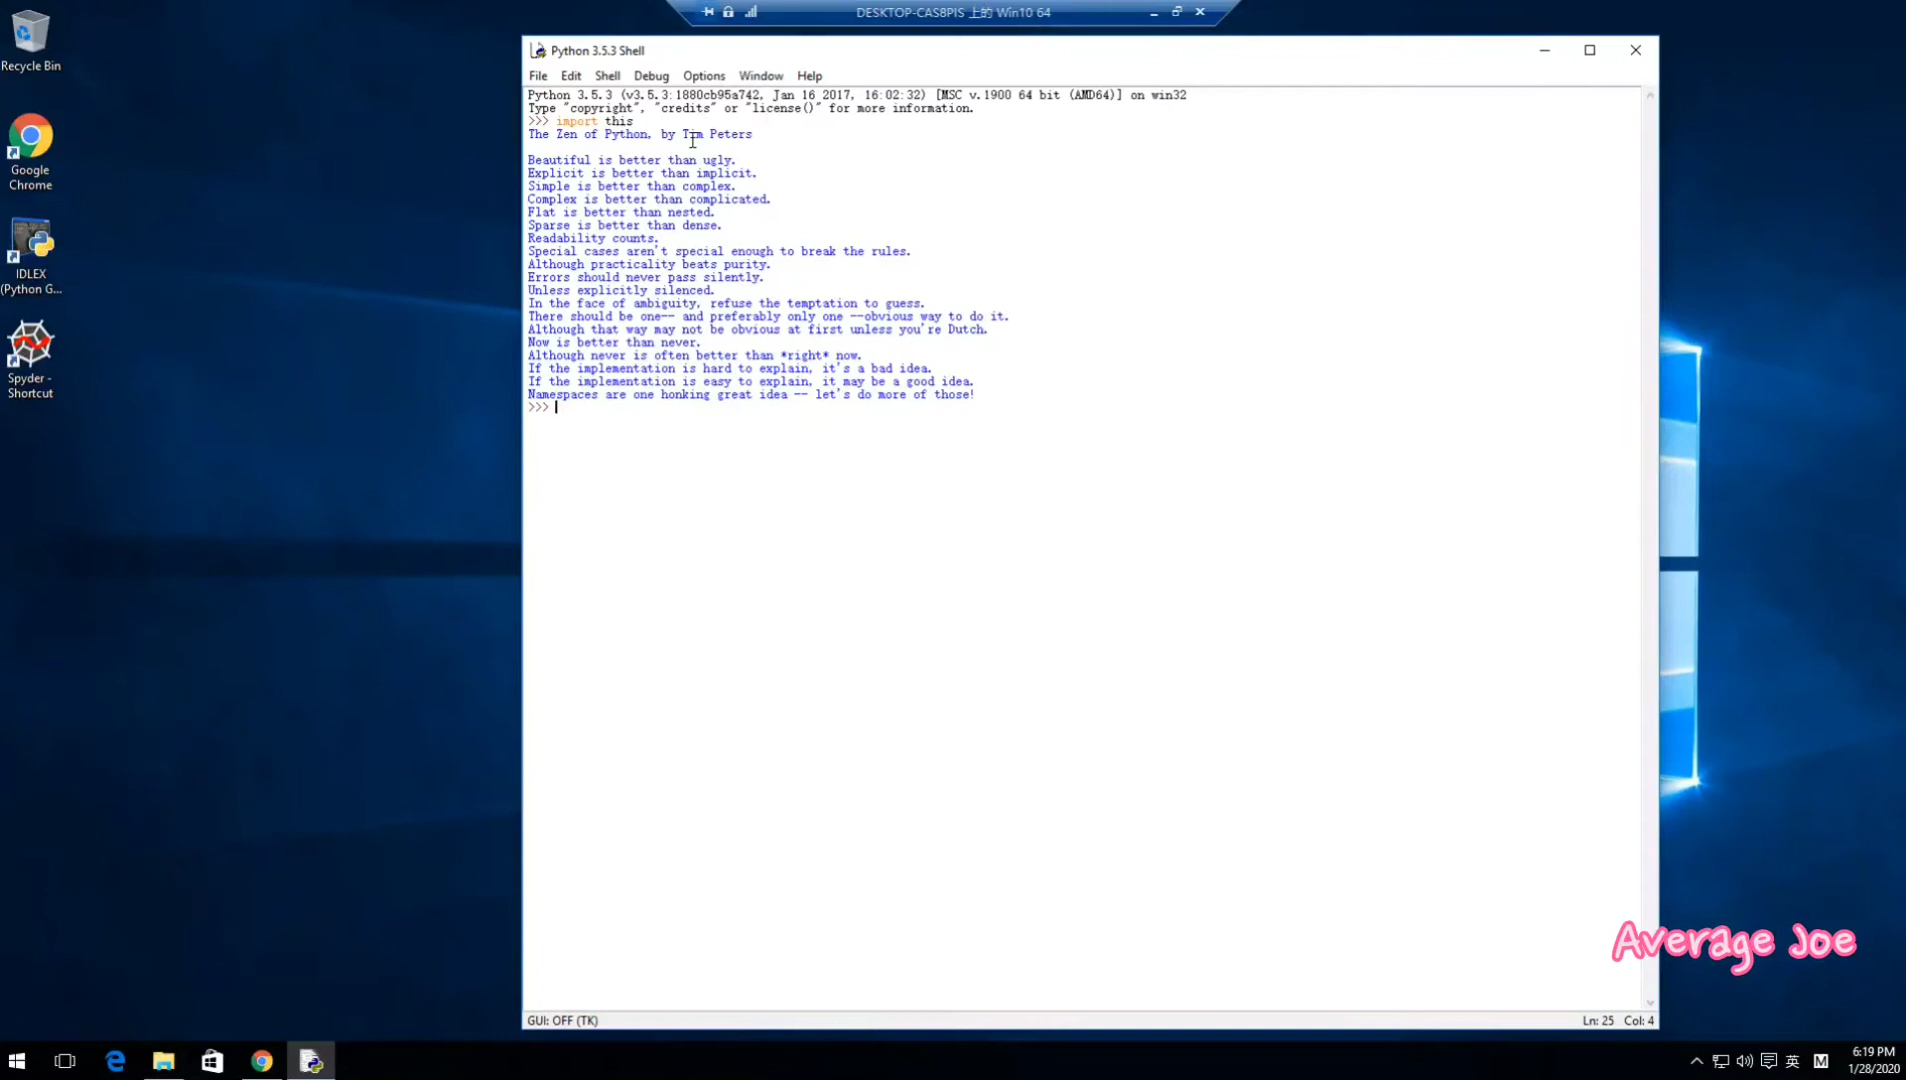 DESKTOP-CAS8PIS 上的 Win10 64
Recycle Bin
Google
Chrome
IDLEX
(Python G...
Spyder -
Shortcut
Python 3.5.3 Shell
File Edit Shell Debug Options Window Help
Python 3.5.3 (v3.5.3:1880cb95a742, Jan 16 2017, 16:02:32) [MSC v.1900 64 bit (AMD64)] on win32
Type "copyright", "credits" or "license()" for more information.
>>> import this
The Zen of Python, by Tim Peters
Beautiful is better than ugly.
Explicit is better than implicit.
Simple is better than complex.
Complex is better than complicated.
Flat is better than nested.
Sparse is better than dense.
Readability counts.
Special cases aren't special enough to break the rules.
Although practicality beats purity.
Errors should never pass silently.
Unless explicitly silenced.
In the face of ambiguity, refuse the temptation to guess.
There should be one-- and preferably only one --obvious way to do it.
Although that way may not be obvious at first unless you're Dutch.
Now is better than never.
Although never is often better than *right* now.
If the implementation is hard to explain, it's a bad idea.
If the implementation is easy to explain, it may be a good idea.
Namespaces are one honking great idea -- let's do more of those!
>>>
Average Joe
GUI: OFF (TK) Ln: 25 Col: 4
英 M
6:19 PM
1/28/2020